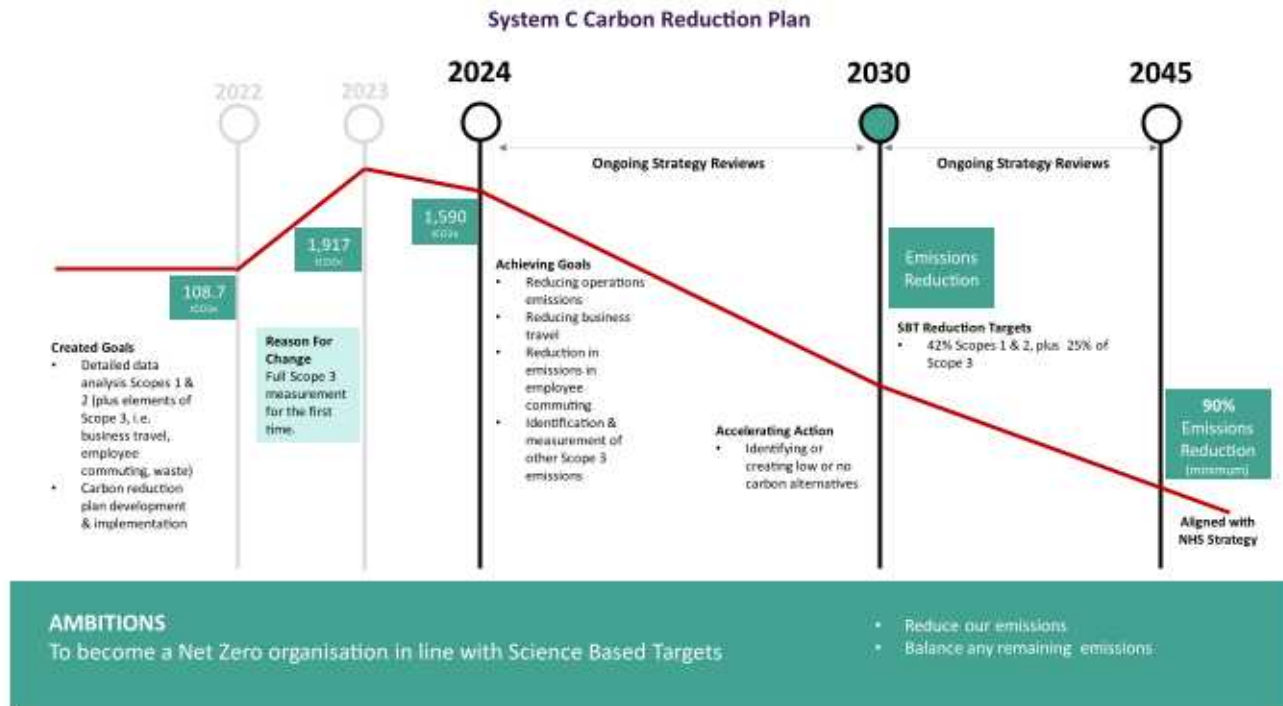 System C Carbon Reduction Plan
2022
2023
2024
2030
2045
Ongoing Strategy Reviews
Ongoing Strategy Reviews
108.7
tCO2e
1,917
tCO2e
1,590
tCO2e
Created Goals
• Detailed data
analysis Scopes 1 &
2 (plus elements of
Scope 3, i.e.
business travel,
employee
commuting, waste)
• Carbon reduction
plan development
& implementation
Reason For
Change
Full Scope 3
measurement
for the first
time.
Achieving Goals
• Reducing operations
emissions
• Reducing business
travel
• Reduction in
emissions in
employee
commuting
• Identification &
measurement of
other Scope 3
emissions
Accelerating Action
• Identifying or
creating low or no
carbon alternatives
Emissions
Reduction
SBT Reduction Targets
• 42% Scopes 1 & 2, plus 25% of
Scope 3
90%
Emissions
Reduction
(minimum)
Aligned with
NHS Strategy
AMBITIONS
To become a Net Zero organisation in line with Science Based Targets
• Reduce our emissions
• Balance any remaining emissions